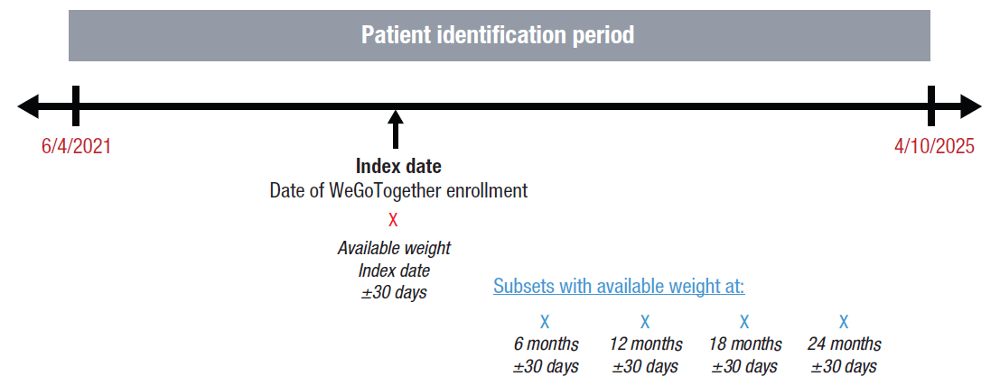 Patient identification period
6/4/2021
4/10/2025
Index date
Date of WeGoTogether enrollment
X
Available weight
Index date
±30 days
Subsets with available weight at:
X X X X
6 months 12 months 18 months 24 months
±30 days ±30 days ±30 days ±30 days